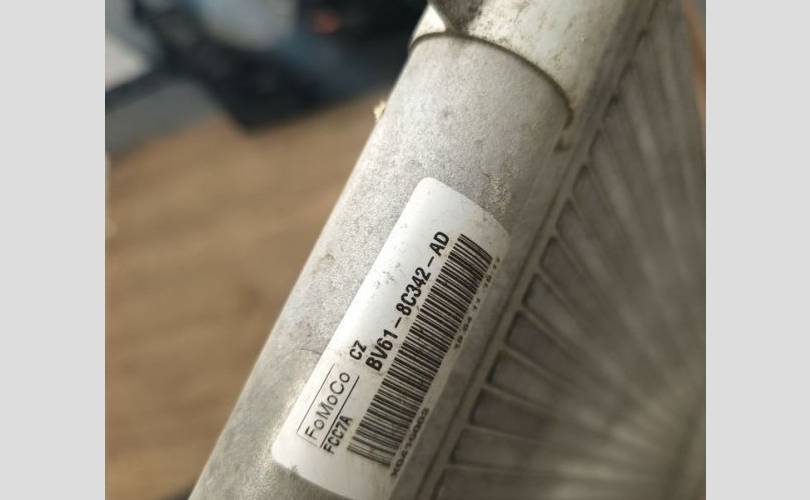 FoMoCo
CZ
FCC7A
BV61-8C342-AD